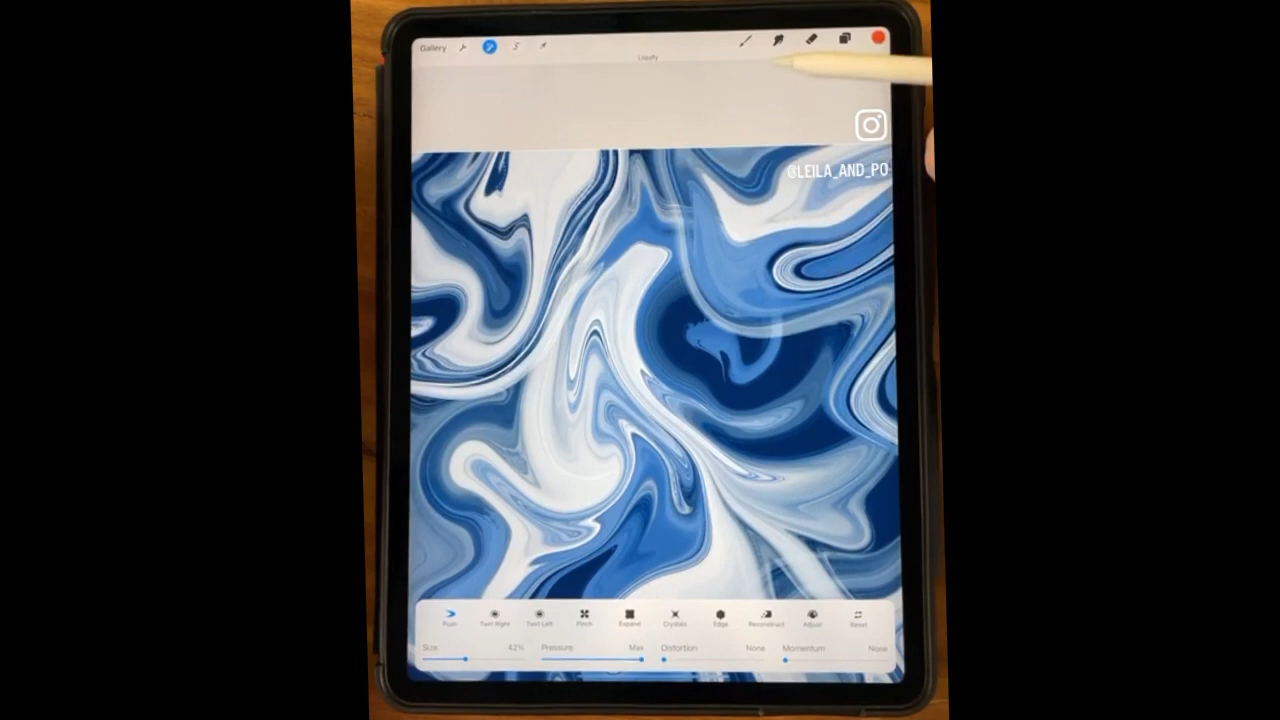 Gallery
Liquify
@LEILA_AND_PO
Push Twirl Right Twirl Left Pinch Expand Crystals Edge Reconstruct Adjust Reset
Size 42% Pressure Max Distortion None Momentum None